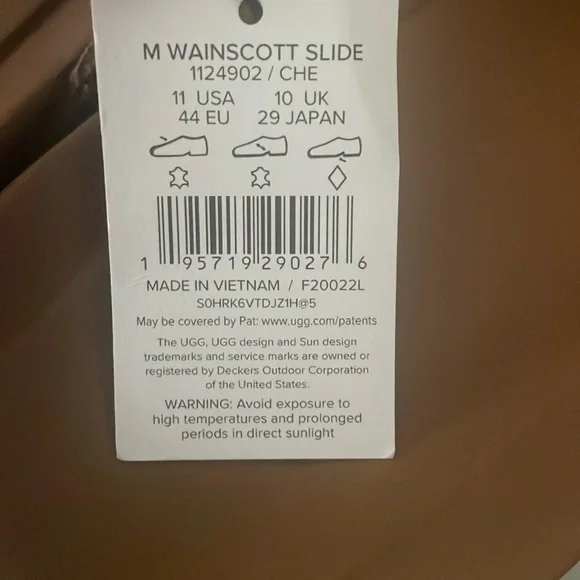 M WAINSCOTT SLIDE
1124902 / CHE
11 USA 10 UK
44 EU 29 JAPAN
1 95719 29027 6
MADE IN VIETNAM / F20022L
S0HRK6VTDJZ1H@5
May be covered by Pat: www.ugg.com/patents
The UGG, UGG design and Sun design
trademarks and service marks are owned or
registered by Deckers Outdoor Corporation
of the United States.
WARNING: Avoid exposure to
high temperatures and prolonged
periods in direct sunlight